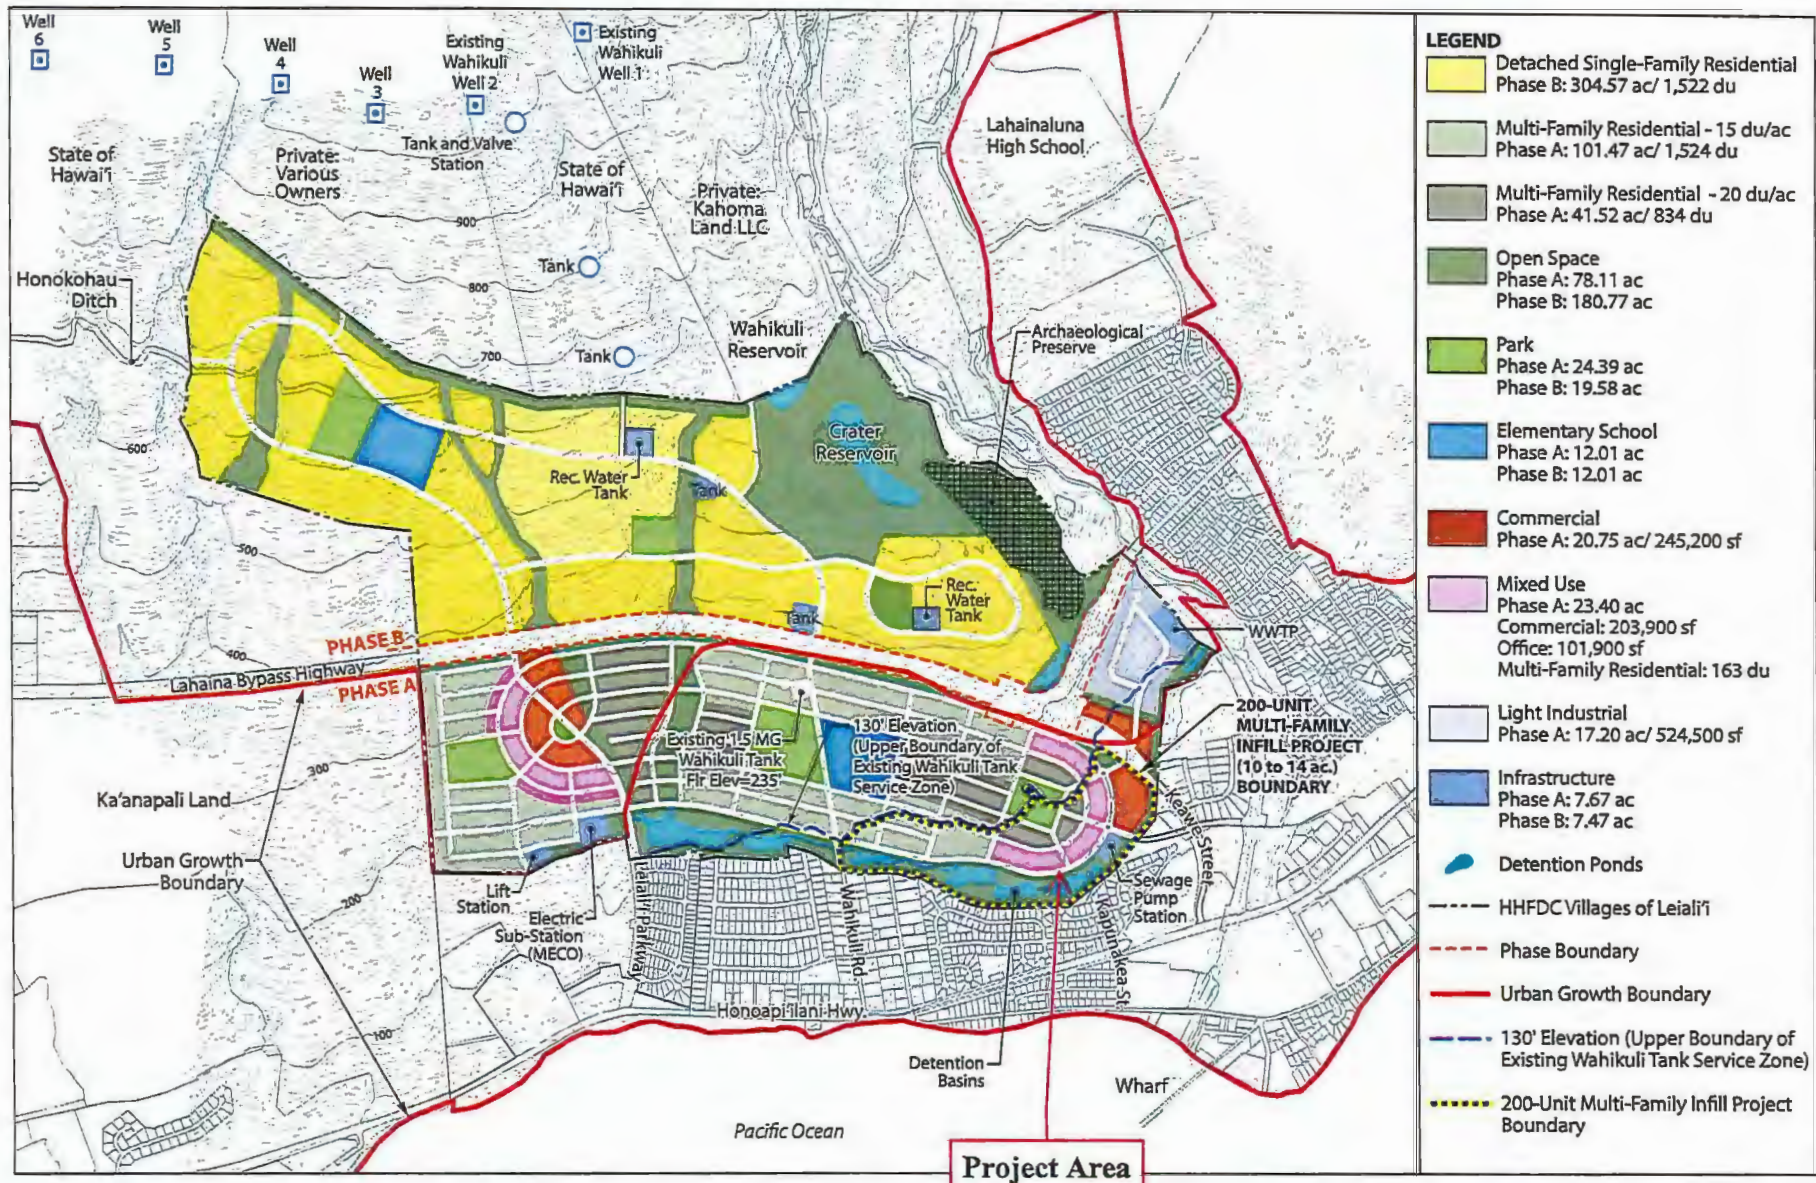 Well
6
Well
5
Well
4
Well
3
Existing
Wahikuli
Well 2
Existing
Wahikuli
Well 1
Tank and Valve
Station
State of
Hawai'i
Private:
Various
Owners
State of
Hawai'i
Private:
Kahoma
Land LLC
Lahainaluna
High School
900
800
700
600
500
400
300
200
100
Tank
Tank
Honokohau
Ditch
Wahikuli
Reservoir
Archaeological
Preserve
Crater
Reservoir
Rec. Water
Tank
Tank
Rec.
Water
Tank
Tank
WWTP
PHASE B
Lahaina Bypass Highway
PHASE A
Existing 1.5 MG
Wahikuli Tank
Flr Elev=235'
130' Elevation
(Upper Boundary of
Existing Wahikuli Tank
Service Zone)
200-UNIT
MULTI-FAMILY
INFILL PROJECT
(10 to 14 ac.)
BOUNDARY
Ka'anapali Land
Urban Growth
Boundary
Lift
Station
Electric
Sub-Station
(MECO)
Leialii Parkway
Wahikuli Rd
Keawe Street
Sewage
Pump
Station
Kapunakea St.
Honoapi'ilani Hwy
Detention
Basins
Wharf
Pacific Ocean
Project Area
LEGEND
Detached Single-Family Residential
Phase B: 304.57 ac/ 1,522 du
Multi-Family Residential - 15 du/ac
Phase A: 101.47 ac/ 1,524 du
Multi-Family Residential - 20 du/ac
Phase A: 41.52 ac/ 834 du
Open Space
Phase A: 78.11 ac
Phase B: 180.77 ac
Park
Phase A: 24.39 ac
Phase B: 19.58 ac
Elementary School
Phase A: 12.01 ac
Phase B: 12.01 ac
Commercial
Phase A: 20.75 ac/ 245,200 sf
Mixed Use
Phase A: 23.40 ac
Commercial: 203,900 sf
Office: 101,900 sf
Multi-Family Residential: 163 du
Light Industrial
Phase A: 17.20 ac/ 524,500 sf
Infrastructure
Phase A: 7.67 ac
Phase B: 7.47 ac
Detention Ponds
HHFDC Villages of Leiali'i
Phase Boundary
Urban Growth Boundary
130' Elevation (Upper Boundary of
Existing Wahikuli Tank Service Zone)
200-Unit Multi-Family Infill Project
Boundary